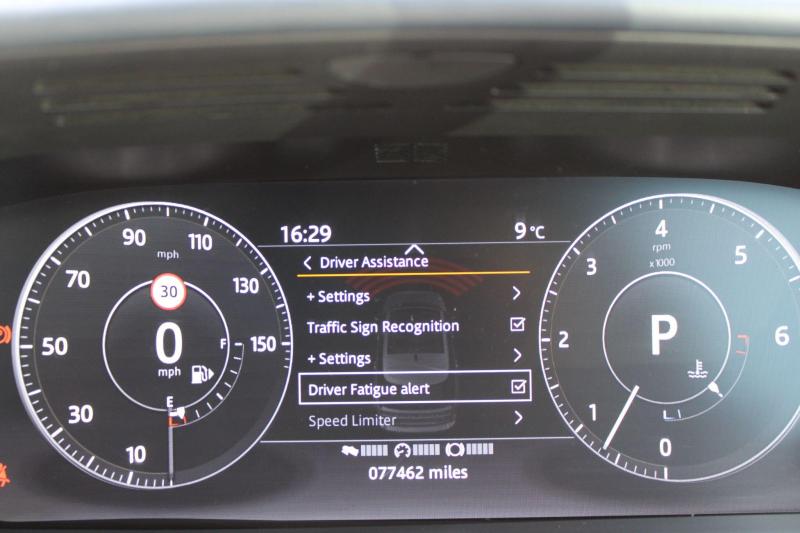 16:29
9 °C
Driver Assistance
+ Settings
Traffic Sign Recognition
+ Settings
Driver Fatigue alert
Speed Limiter
077462 miles
10
30
50
70
90
110
130
150
mph
30
0
mph
F
E
0
1
2
3
4
5
6
rpm
x1000
P